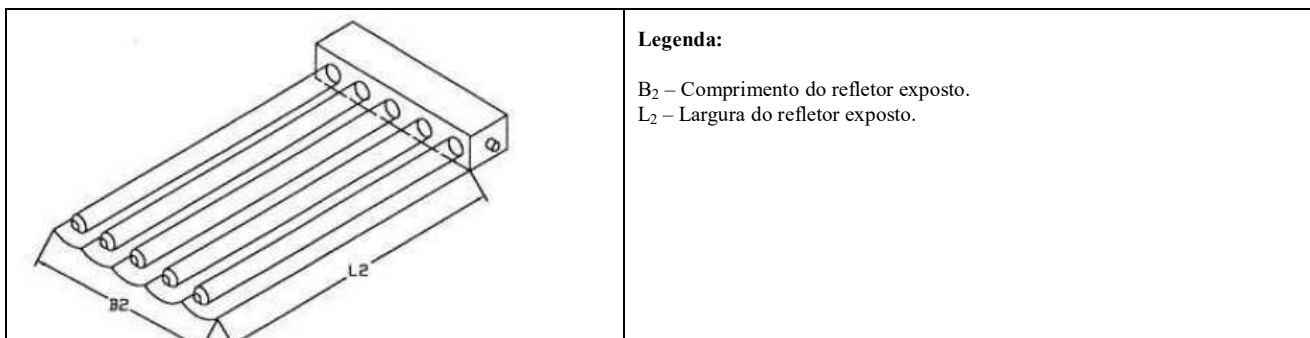 Legenda:
B₂ – Comprimento do refletor exposto.
L₂ – Largura do refletor exposto.
L2
B2